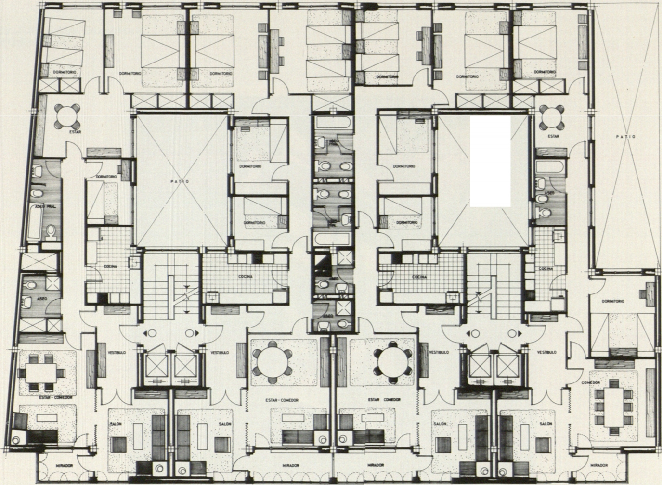 DORMITORIO
DORMITORIO
DORMITORIO
DORMITORIO
DORMITORIO
DORMITORIO
ESTAR
ESTAR
PATIO
PATIO
DORMITORIO
DORMITORIO
DORMITORIO
DORMITORIO
DORMITORIO
ASEO PRAL.
ASEO
COCINA
COCINA
COCINA
COCINA
ASEO
DORMITORIO
VESTIBULO
VESTIBULO
VESTIBULO
VESTIBULO
ESTAR - COMEDOR
ESTAR - COMEDOR
ESTAR COMEDOR
COMEDOR
SALON
SALON
SALON
SALON
MIRADOR
MIRADOR
MIRADOR
MIRADOR